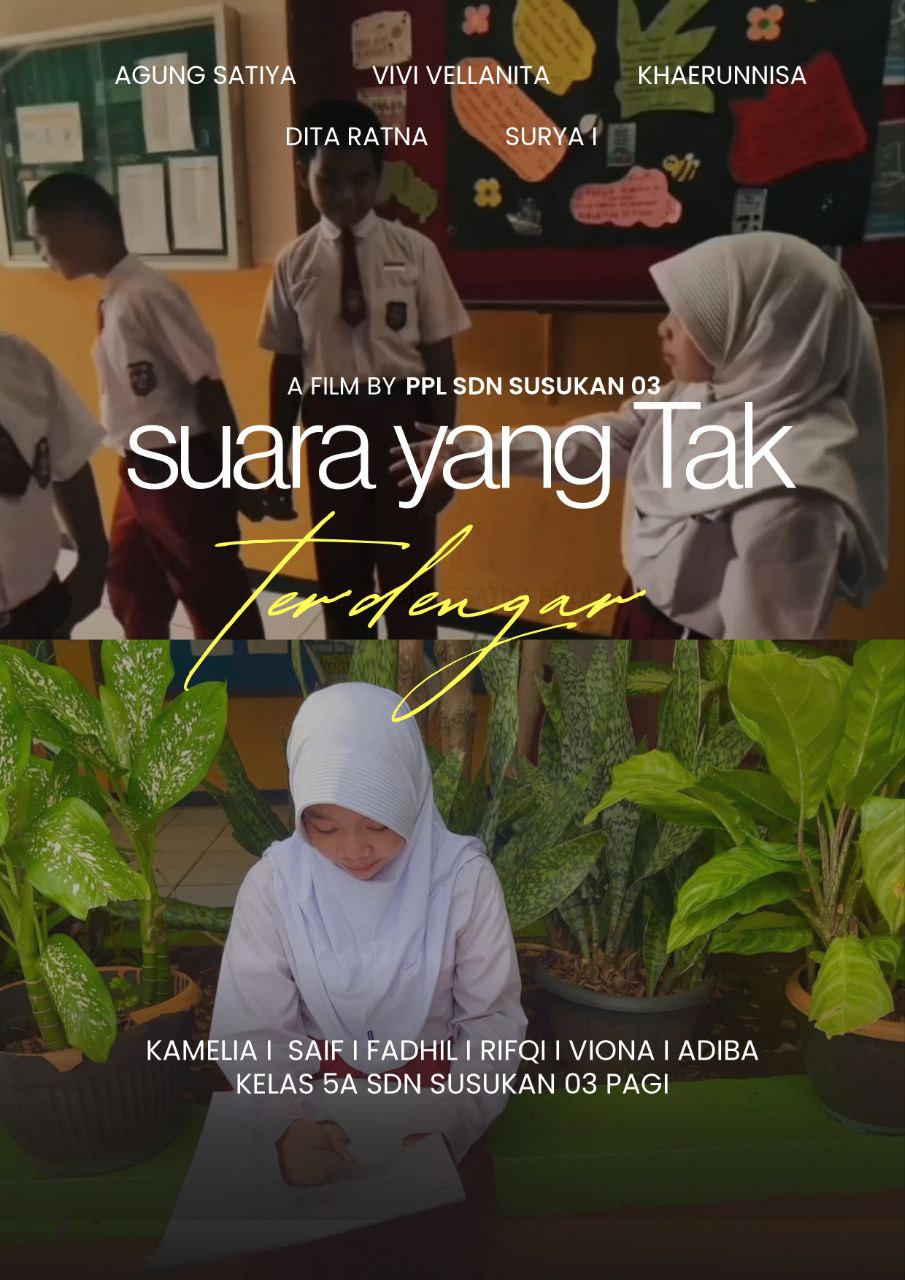 AGUNG SATIYA VIVI VELLANITA KHAERUNNISA
DITA RATNA SURYA I
A FILM BY PPL SDN SUSUKAN 03
suara yang Tak
Terdengar
KAMELIA I SAIF I FADHIL I RIFQI I VIONA I ADIBA
KELAS 5A SDN SUSUKAN 03 PAGI